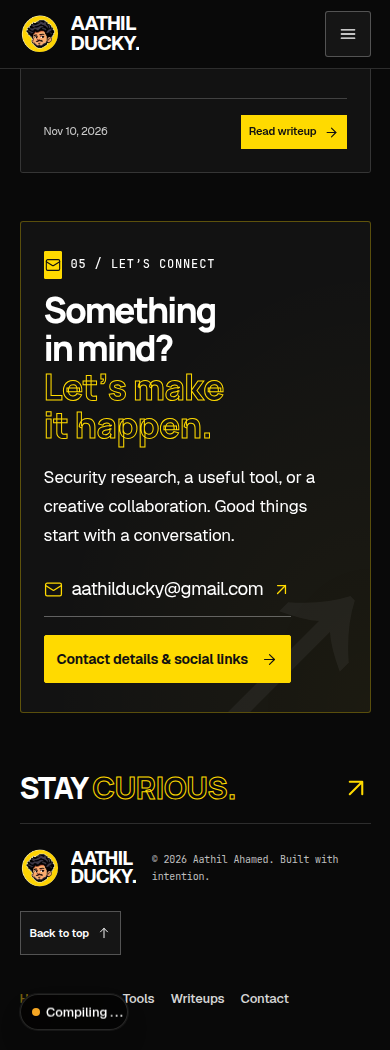 AATHIL
DUCKY.
Nov 10, 2026
Read writeup
05 / LET’S CONNECT
Something
in mind?
Let’s make
it happen.
Security research, a useful tool, or a
creative collaboration. Good things
start with a conversation.
aathilducky@gmail.com
Contact details & social links
STAY CURIOUS.
AATHIL
DUCKY.
© 2026 Aathil Ahamed. Built with
intention.
Back to top
Tools Writeups Contact
Compiling ...